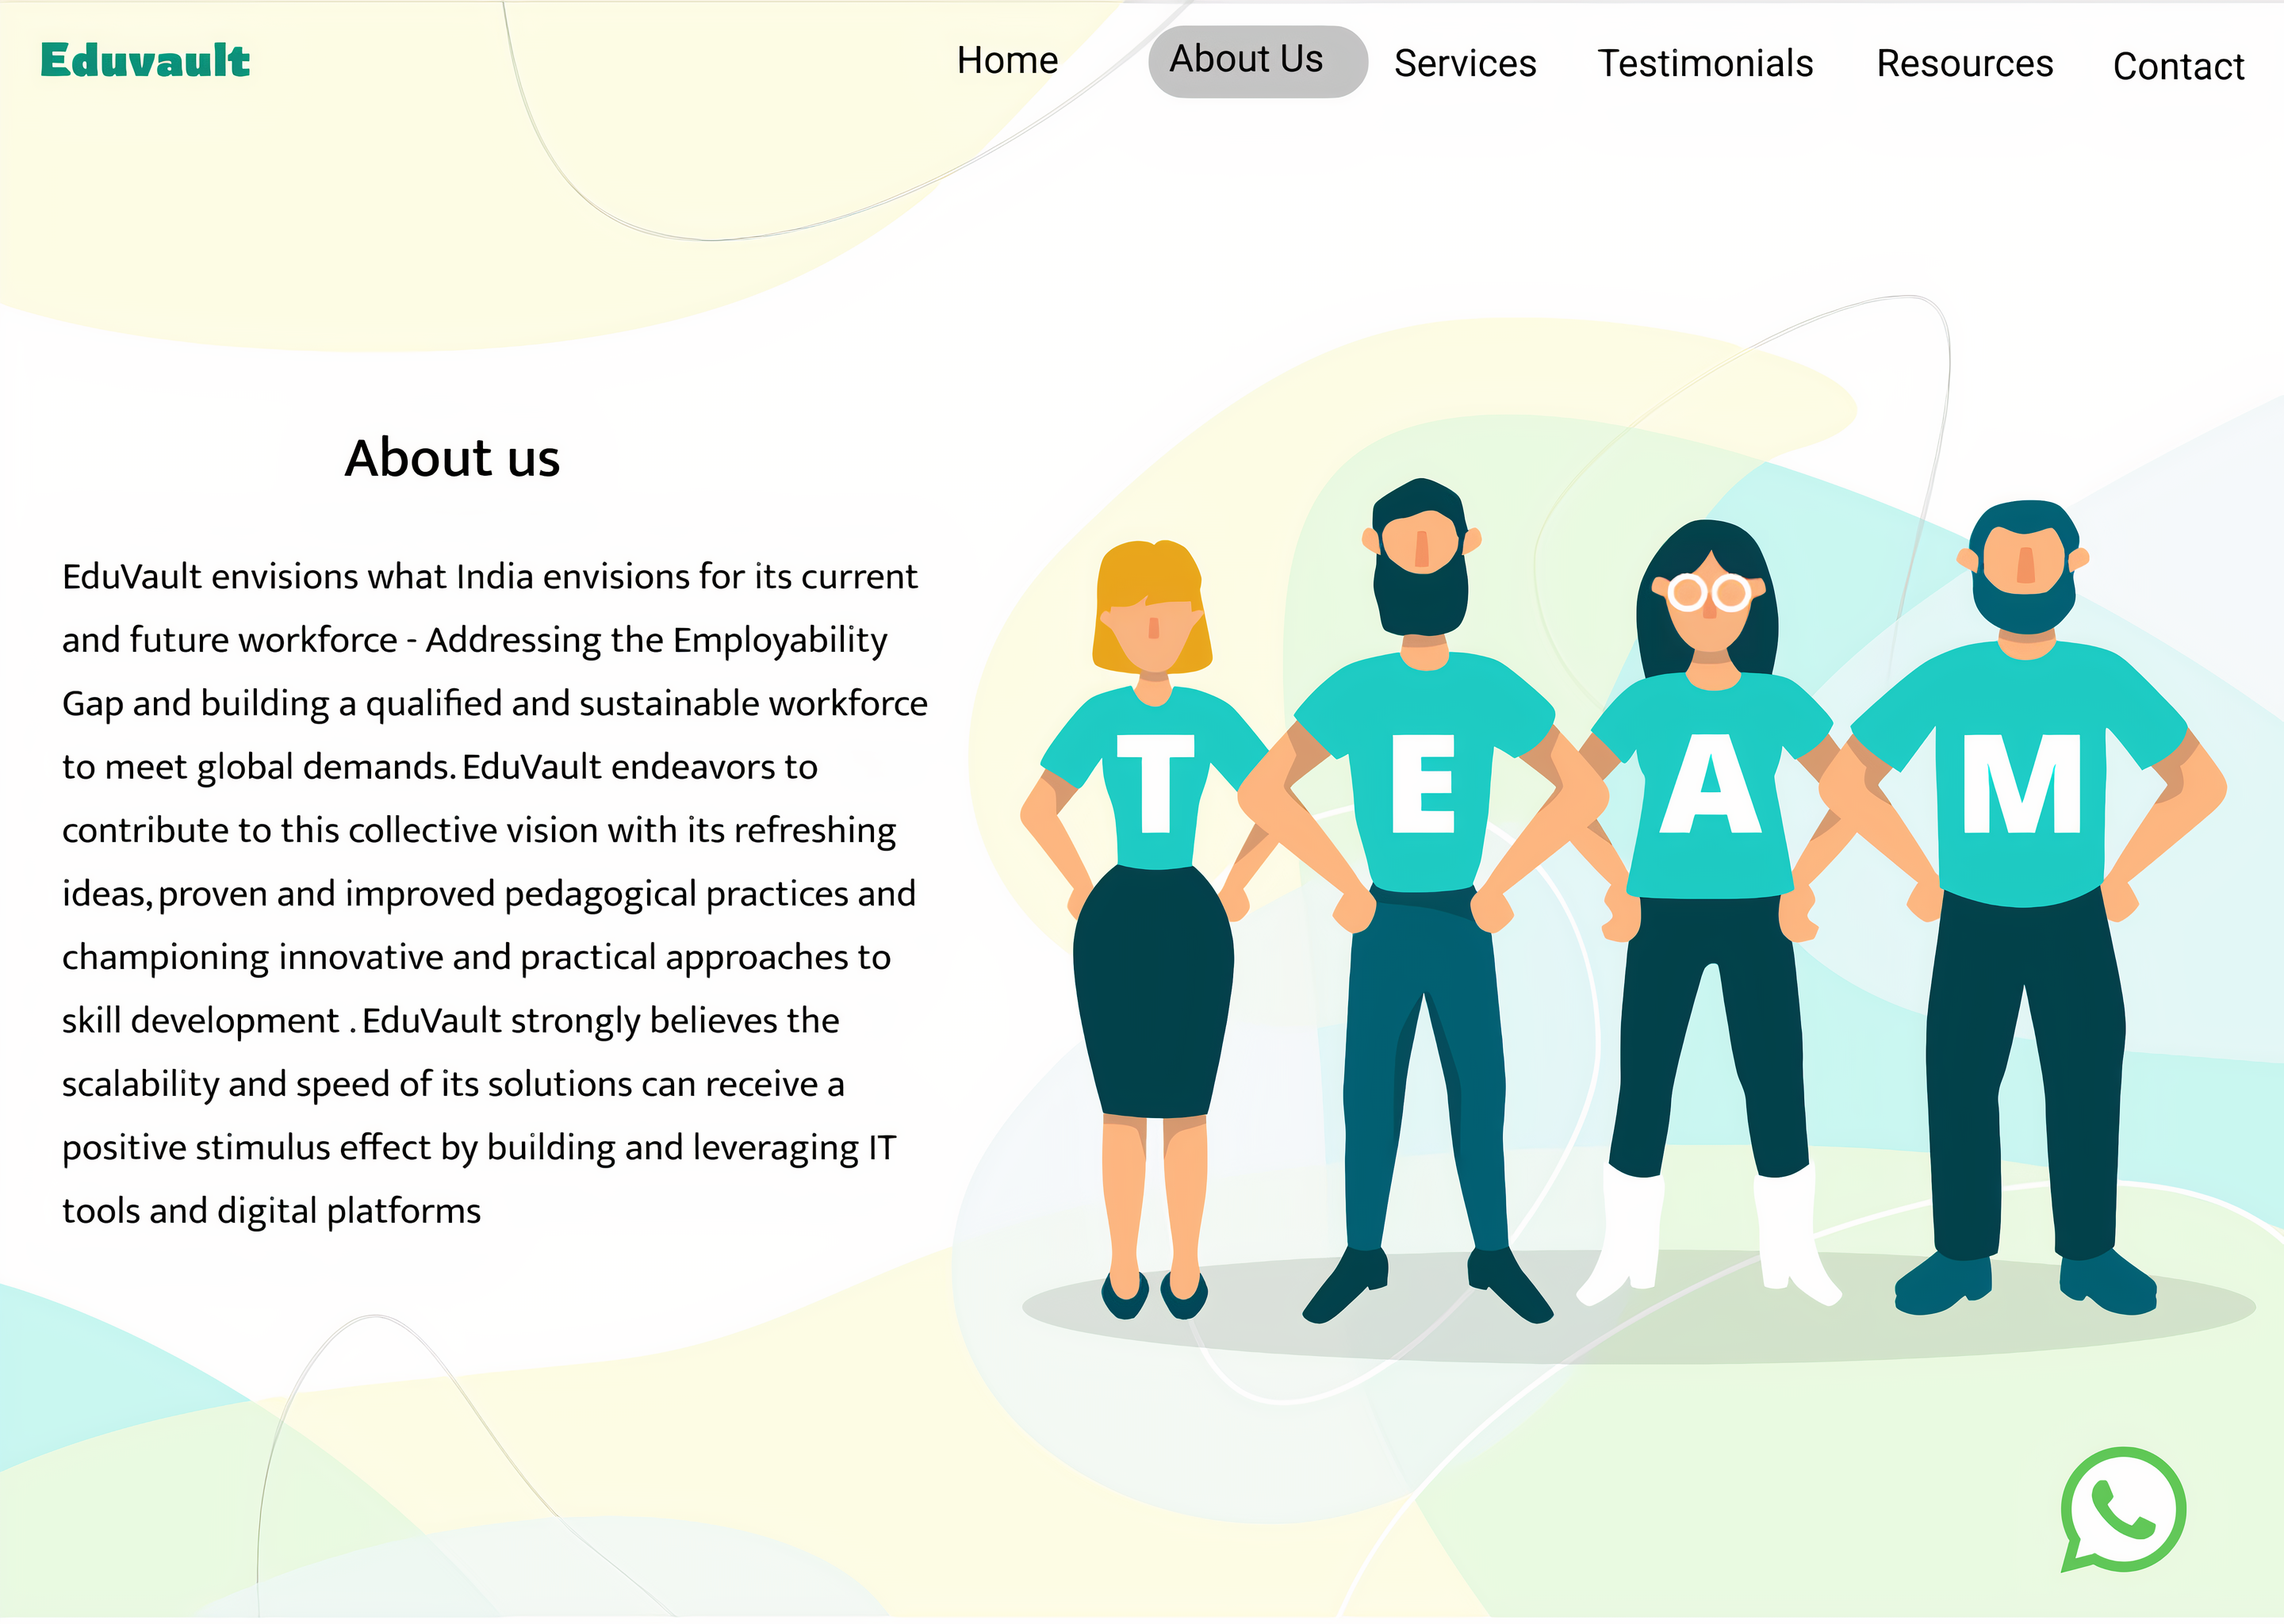 Eduvault
Home About Us Services Testimonials Resources Contact
About us
EduVault envisions what India envisions for its current
and future workforce - Addressing the Employability
Gap and building a qualified and sustainable workforce
to meet global demands. EduVault endeavors to
contribute to this collective vision with its refreshing
ideas, proven and improved pedagogical practices and
championing innovative and practical approaches to
skill development . EduVault strongly believes the
scalability and speed of its solutions can receive a
positive stimulus effect by building and leveraging IT
tools and digital platforms
T E A M